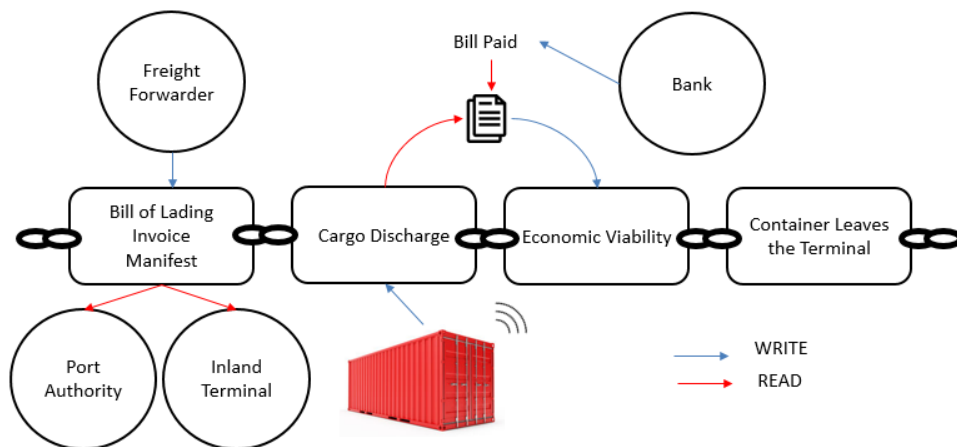 Freight
Forwarder
Bill Paid
Bank
Bill of Lading
Invoice
Manifest
Cargo Discharge
Economic Viability
Container Leaves
the Terminal
Port
Authority
Inland
Terminal
WRITE
READ